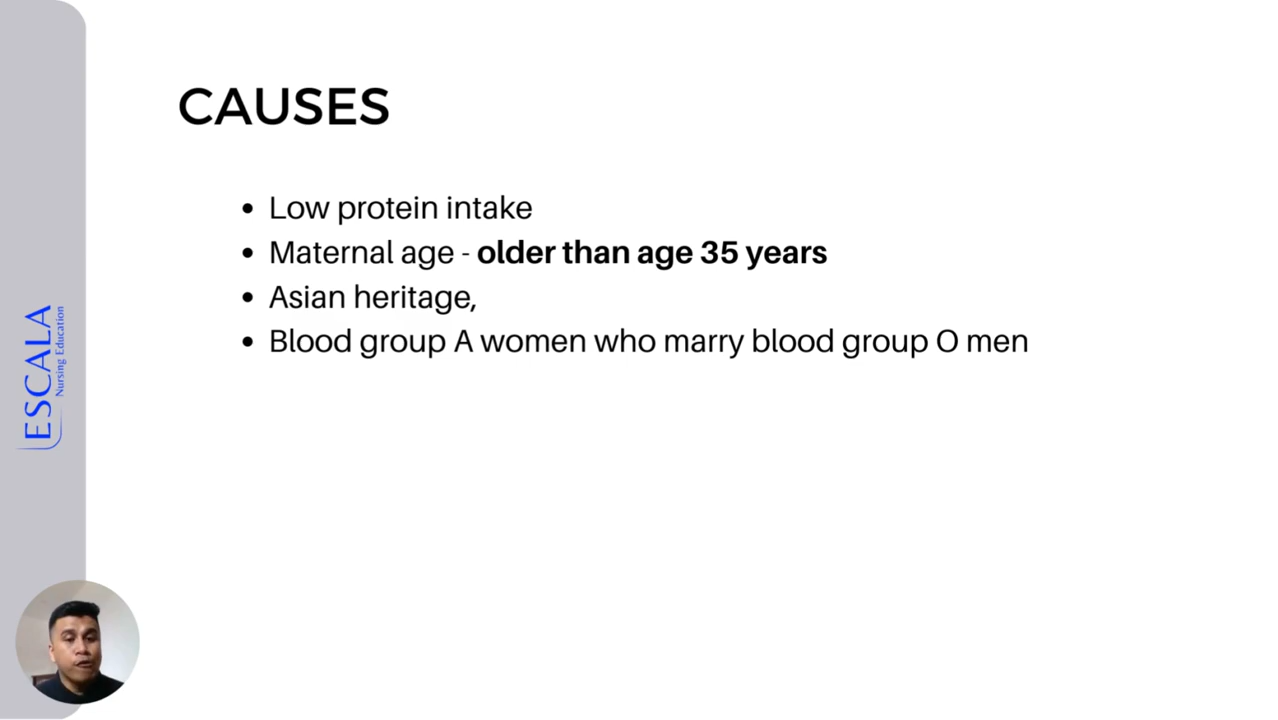 CAUSES
• Low protein intake
• Maternal age - older than age 35 years
• Asian heritage,
• Blood group A women who marry blood group O men
ESCALA
Nursing Education